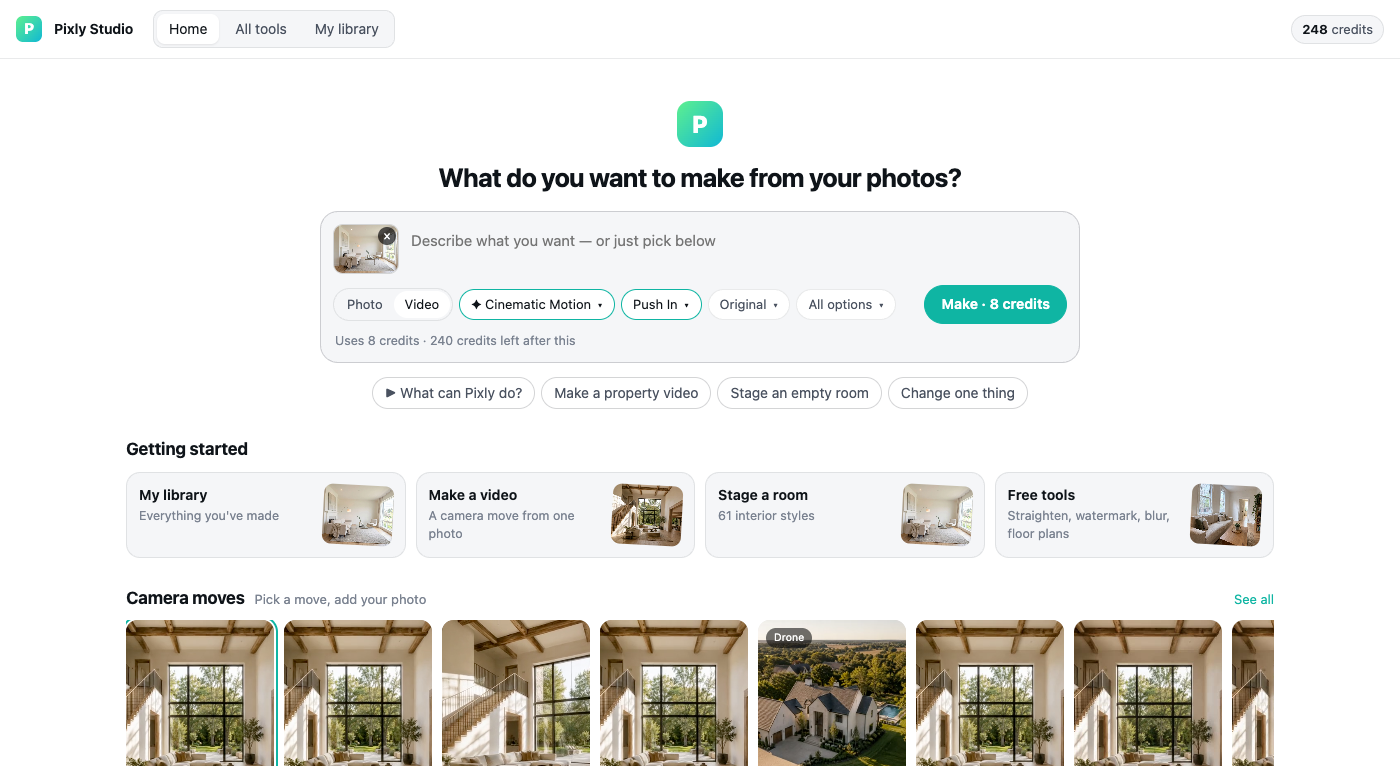 P Pixly Studio Home All tools My library 248 credits
P
What do you want to make from your photos?
Describe what you want — or just pick below
Photo Video ✦ Cinematic Motion ▾ Push In ▾ Original ▾ All options ▾ Make · 8 credits
Uses 8 credits · 240 credits left after this
▶ What can Pixly do? Make a property video Stage an empty room Change one thing
Getting started
My library
Everything you've made
Make a video
A camera move from one
photo
Stage a room
61 interior styles
Free tools
Straighten, watermark, blur,
floor plans
Camera moves Pick a move, add your photo See all
Drone